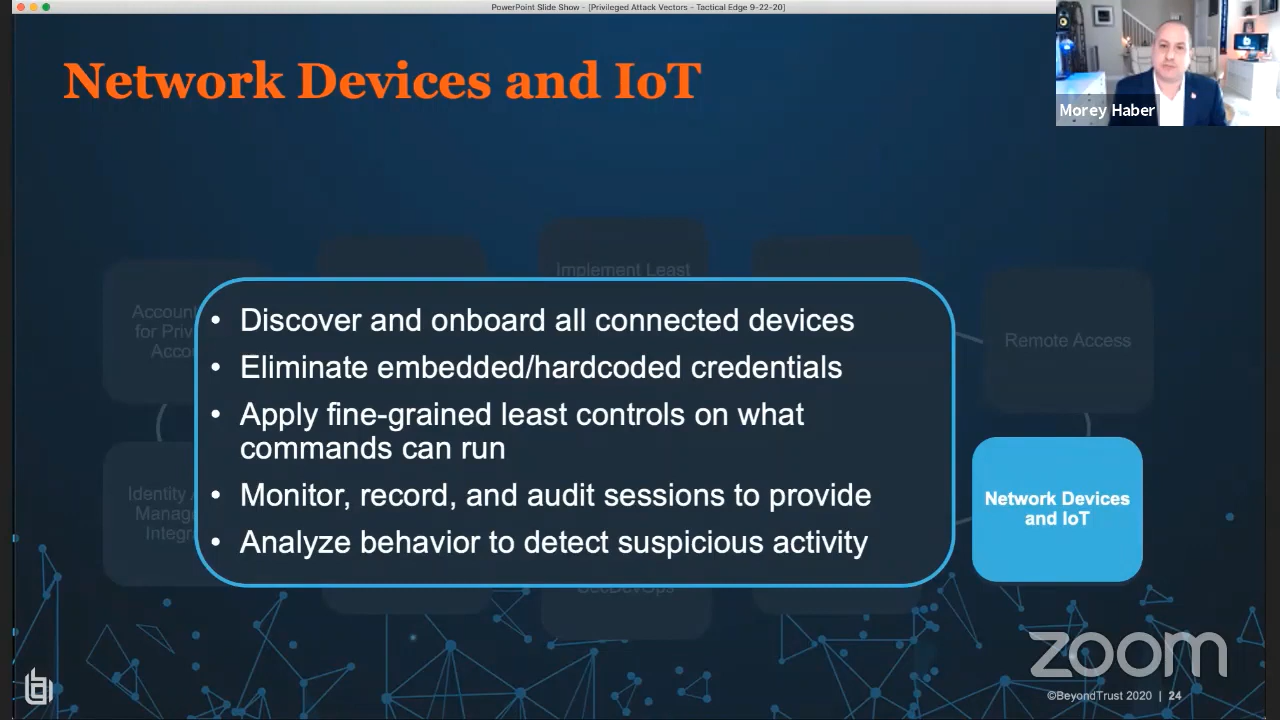 PowerPoint Slide Show - [Privileged Attack Vectors - Tactical Edge 9-22-20]
Network Devices and IoT
Morey Haber
Implement Least
Account
for Priv
Acco
Remote Access
• Discover and onboard all connected devices
• Eliminate embedded/hardcoded credentials
• Apply fine-grained least controls on what
commands can run
• Monitor, record, and audit sessions to provide
• Analyze behavior to detect suspicious activity
Identity
Manag
Integr
Network Devices
and IoT
SecDevOps
zoom
©BeyondTrust 2020 | 24